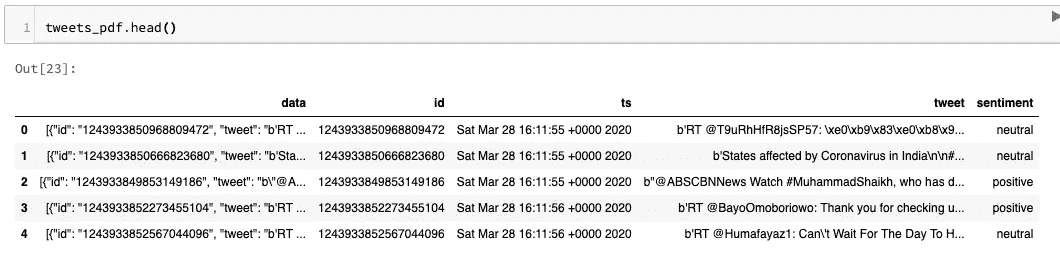 1 tweets_pdf.head()
Out[23]:
data id ts tweet sentiment
0 [{"id": "1243933850968809472", "tweet": "b'RT ... 1243933850968809472 Sat Mar 28 16:11:55 +0000 2020 b'RT @T9uRhHfR8jsSP57: \xe0\xb9\x83\xe0\xb8\x9... neutral
1 [{"id": "1243933850666823680", "tweet": "b'Sta... 1243933850666823680 Sat Mar 28 16:11:55 +0000 2020 b'States affected by Coronavirus in India\n\n#... neutral
2 [{"id": "1243933849853149186", "tweet": "b\"@A... 1243933849853149186 Sat Mar 28 16:11:55 +0000 2020 b"@ABSCBNNews Watch #MuhammadShaikh, who has d... positive
3 [{"id": "1243933852273455104", "tweet": "b'RT ... 1243933852273455104 Sat Mar 28 16:11:56 +0000 2020 b'RT @BayoOmoboriowo: Thank you for checking u... positive
4 [{"id": "1243933852567044096", "tweet": "b'RT ... 1243933852567044096 Sat Mar 28 16:11:56 +0000 2020 b'RT @Humafayaz1: Can\'t Wait For The Day To H... neutral